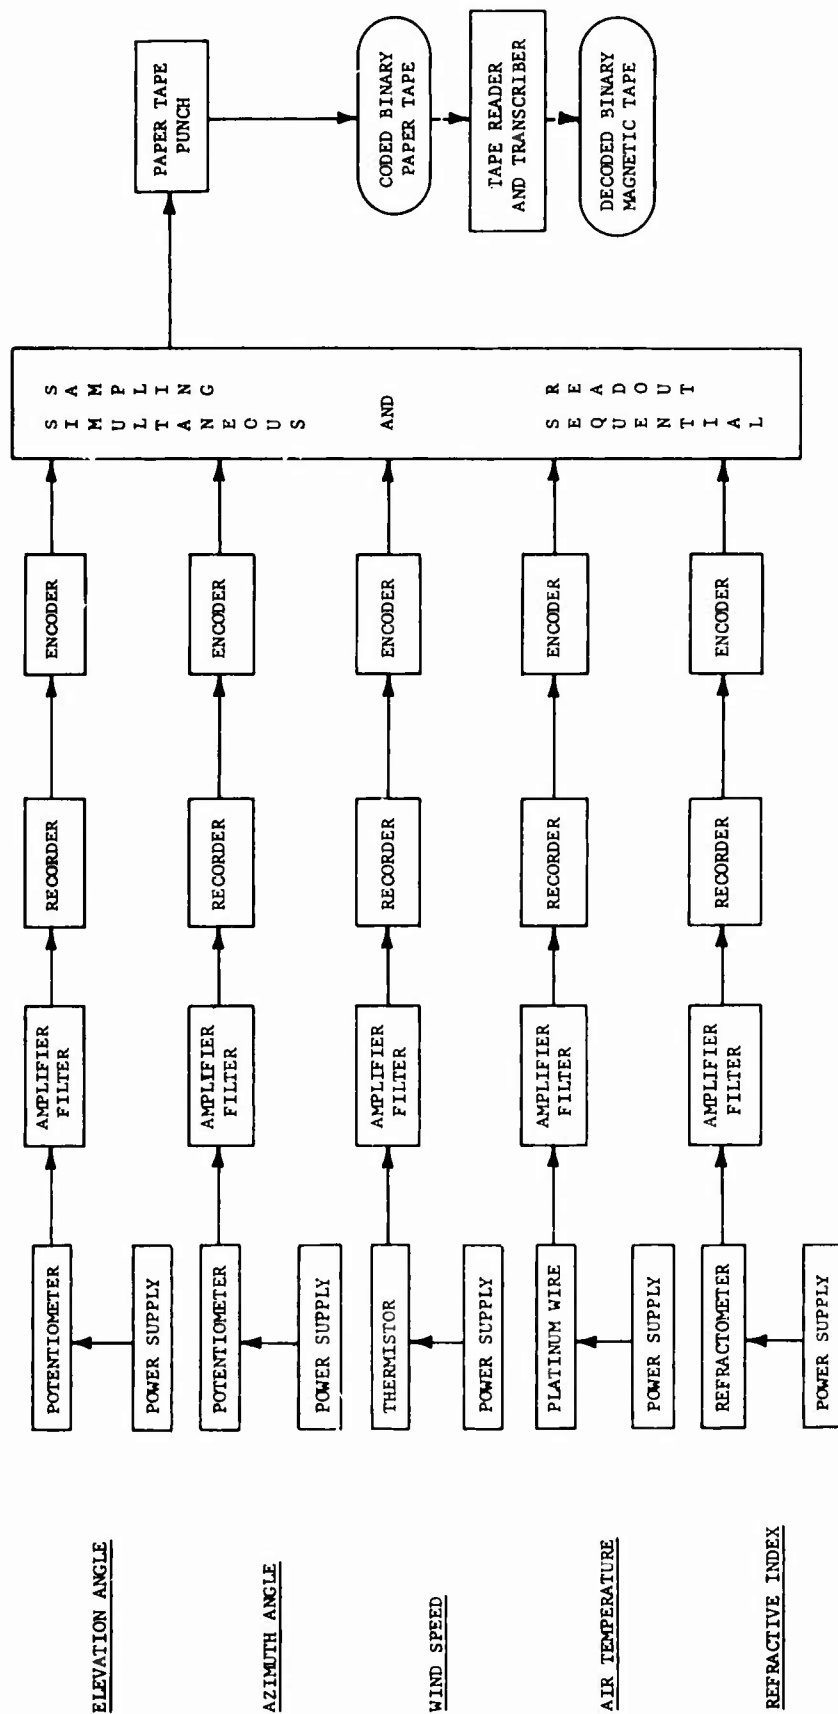 ELEVATION ANGLE
POTENTIOMETER
POWER SUPPLY
AMPLIFIER
FILTER
RECORDER
ENCODER
AZIMUTH ANGLE
POTENTIOMETER
POWER SUPPLY
AMPLIFIER
FILTER
RECORDER
ENCODER
WIND SPEED
THERMISTOR
POWER SUPPLY
AMPLIFIER
FILTER
RECORDER
ENCODER
AIR TEMPERATURE
PLATINUM WIRE
POWER SUPPLY
AMPLIFIER
FILTER
RECORDER
ENCODER
REFRACTIVE INDEX
REFRACTOMETER
POWER SUPPLY
AMPLIFIER
FILTER
RECORDER
ENCODER
SIMULTANEOUS
SAMPLING
AND
SEQUENTIAL
READOUT
PAPER TAPE
PUNCH
CODED BINARY
PAPER TAPE
TAPE READER
AND TRANSCRIBER
DECODED BINARY
MAGNETIC TAPE